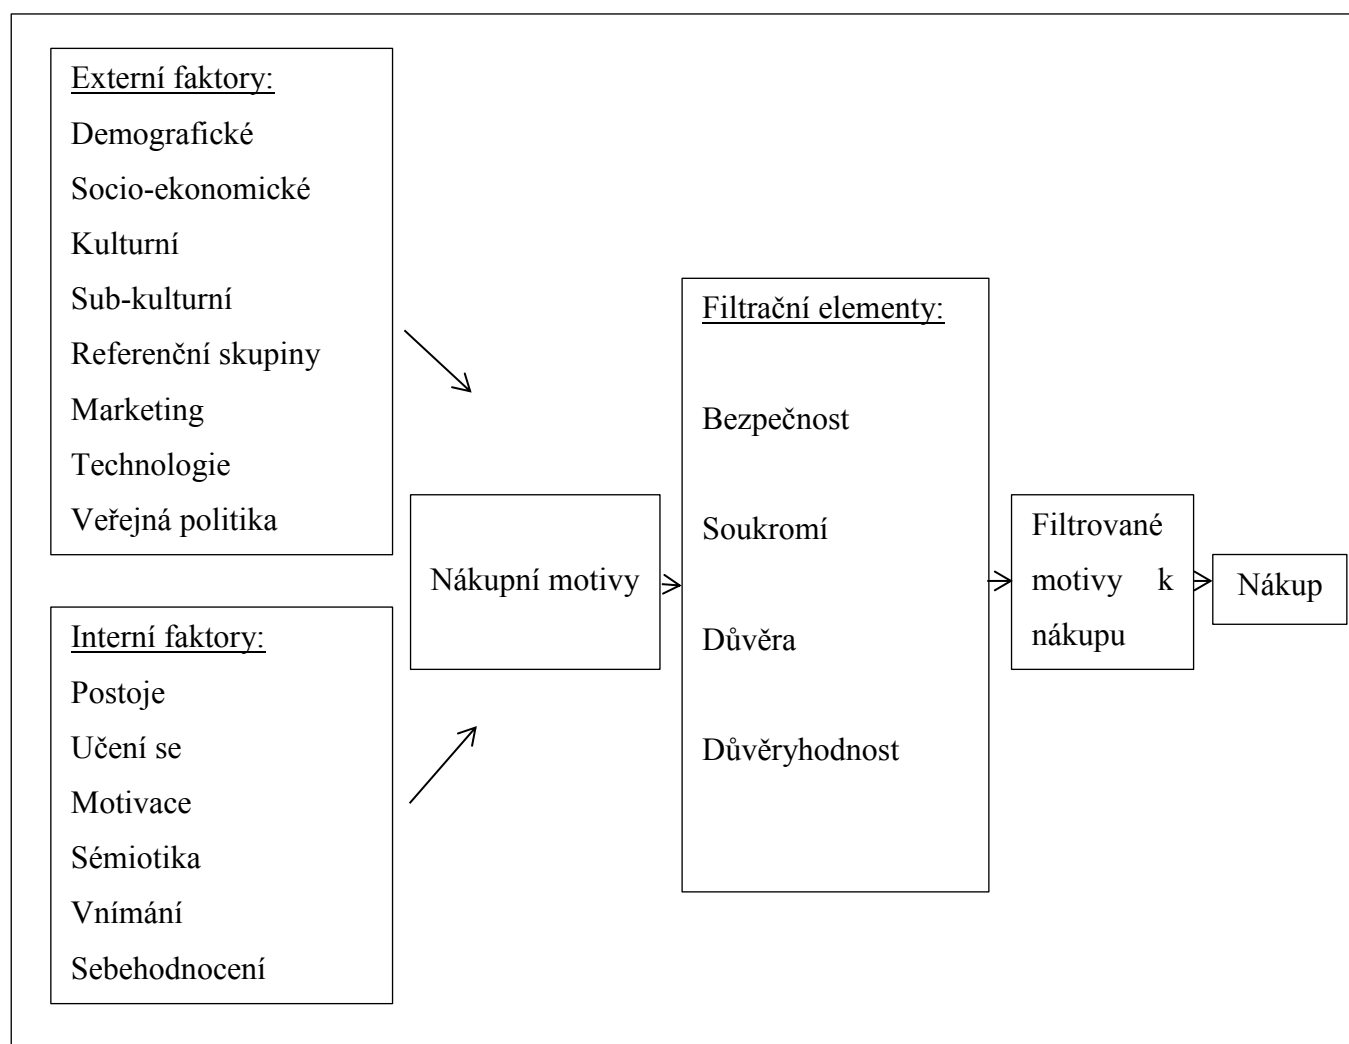 Externí faktory:
Demografické
Socio-ekonomické
Kulturní
Sub-kulturní
Referenční skupiny
Marketing
Technologie
Veřejná politika
Interní faktory:
Postoje
Učení se
Motivace
Sémiotika
Vnímání
Sebehodnocení
Nákupní motivy
Filtrační elementy:
Bezpečnost
Soukromí
Důvěra
Důvěryhodnost
Filtrované
motivy k
nákupu
Nákup